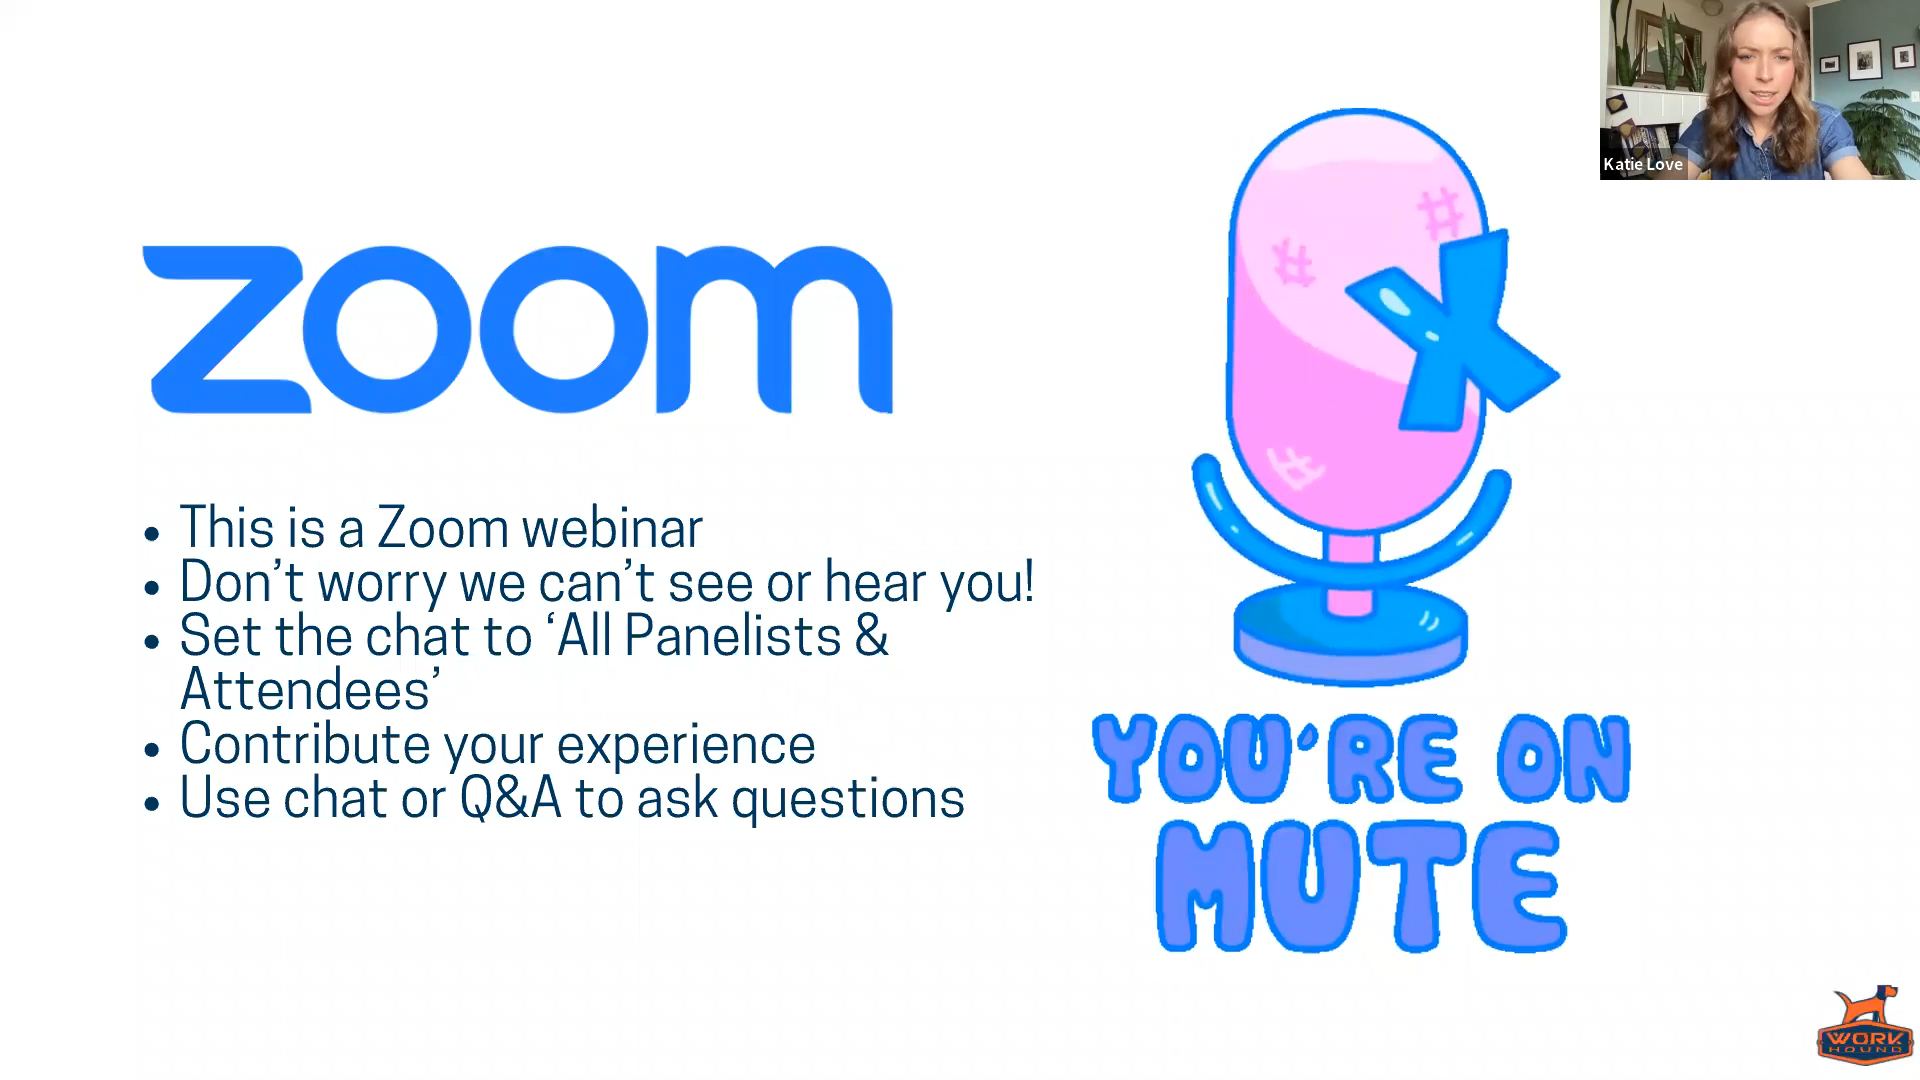 Katie Love
zoom
• This is a Zoom webinar
• Don’t worry we can’t see or hear you!
• Set the chat to ‘All Panelists &
Attendees’
• Contribute your experience
• Use chat or Q&A to ask questions
YOU’RE ON
MUTE
WORK
HOUND